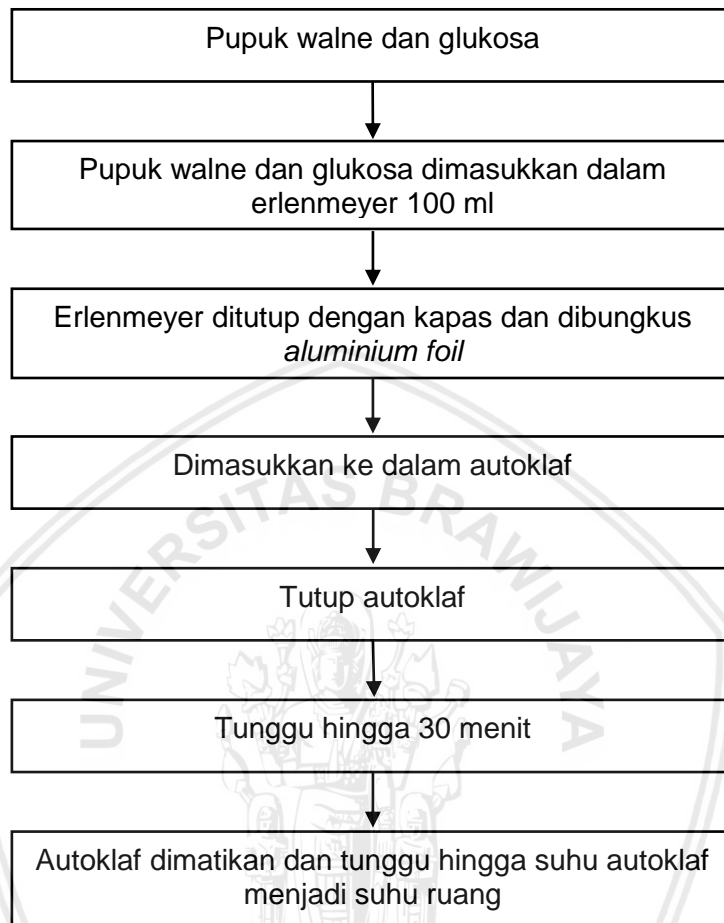 Pupuk walne dan glukosa
Pupuk walne dan glukosa dimasukkan dalam
erlenmeyer 100 ml
Erlenmeyer ditutup dengan kapas dan dibungkus
aluminium foil
Dimasukkan ke dalam autoklaf
UNIVERSITAS BRAWIJAYA
Tutup autoklaf
Tunggu hingga 30 menit
Autoklaf dimatikan dan tunggu hingga suhu autoklaf
menjadi suhu ruang